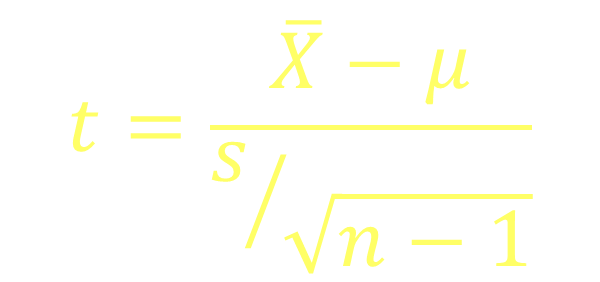 t = (X̄ − μ) / (s/√(n − 1))